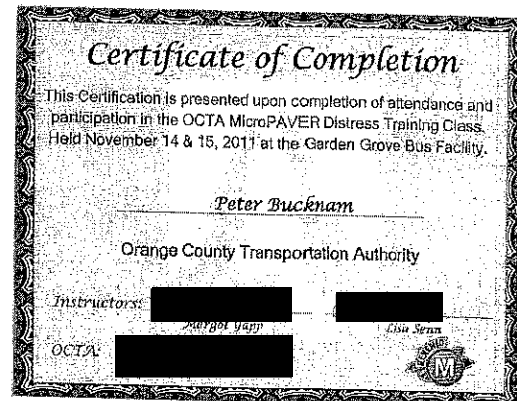 Certificate of Completion
This Certification is presented upon completion of attendance and
participation in the OCTA MicroPAVER Distress Training Class
Held November 14 & 15, 2011 at the Garden Grove Bus Facility.
Peter Bucknam
Orange County Transportation Authority
Instructors:
Margot Yapp Lisa Senn
OCTA:
M